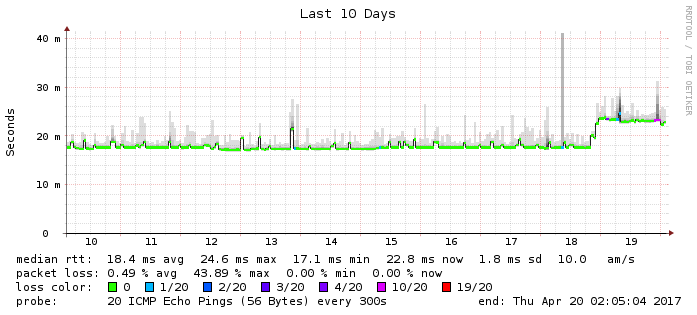 Last 10 Days
RRDTOOL / TOBI OETIKER
Seconds
40 m
30 m
20 m
10 m
0
10 11 12 13 14 15 16 17 18 19
median rtt: 18.4 ms avg 24.6 ms max 17.1 ms min 22.8 ms now 1.8 ms sd 10.0 am/s
packet loss: 0.49 % avg 43.89 % max 0.00 % min 0.00 % now
loss color: 0 1/20 2/20 3/20 4/20 10/20 19/20
probe: 20 ICMP Echo Pings (56 Bytes) every 300s end: Thu Apr 20 02:05:04 2017